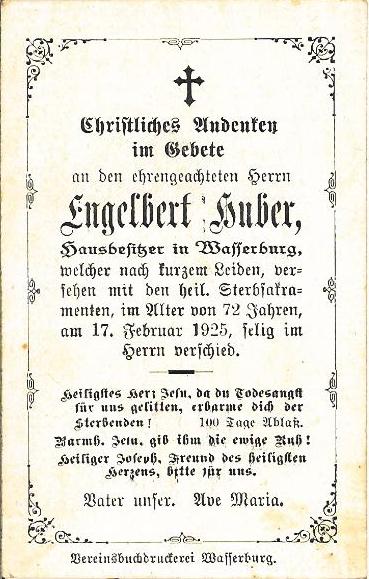 Christliches Andenken
im Gebete
an den ehrengeachteten Herrn
Engelbert Huber,
Hausbesitzer in Wasserburg,
welcher nach kurzem Leiden, ver-
sehen mit den heil. Sterbsakra-
menten, im Alter von 72 Jahren,
am 17. Februar 1925, selig im
Herrn verschied.
Heiligstes Herz Jesu, da du Todesangst
für uns gelitten, erbarme dich der
Sterbenden! 100 Tage Ablaß.
Barmh. Jesu, gib ihm die ewige Ruh!
Heiliger Joseph, Freund des heiligsten
Herzens, bitte für uns.
Vater unser. Ave Maria.
Vereinsbuchdruckerei Wasserburg.